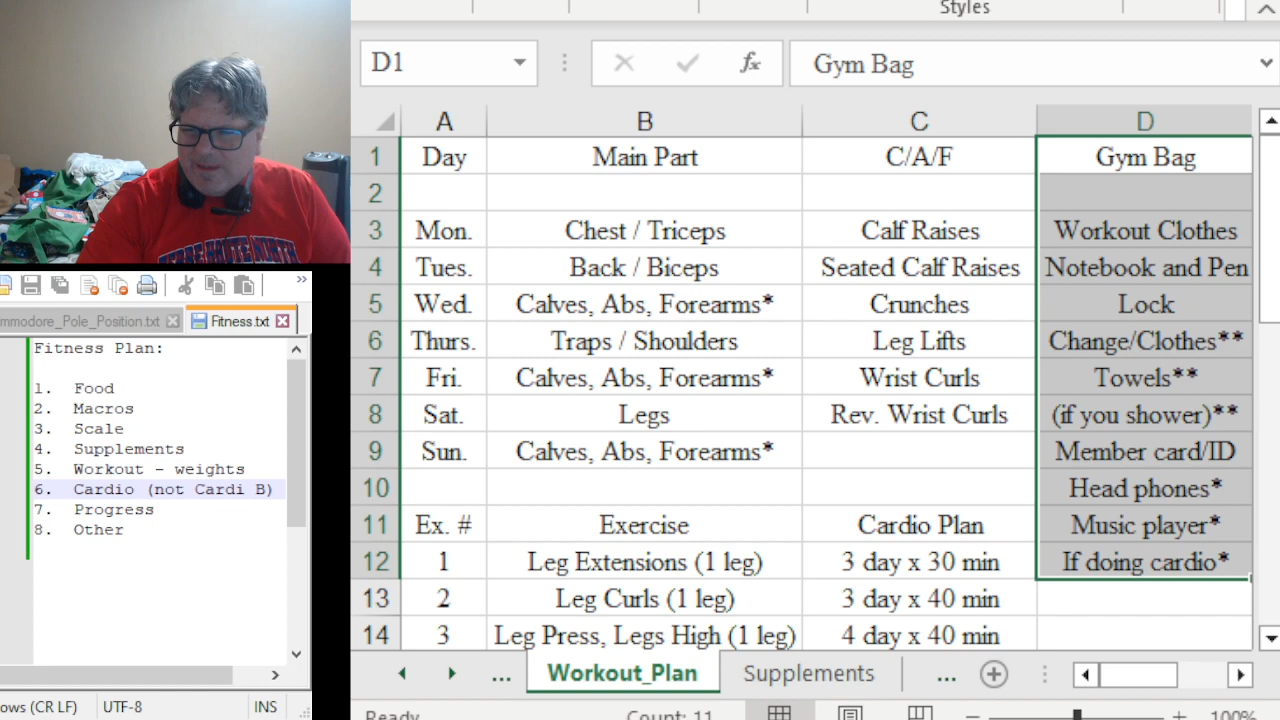 Styles
D1
fx
Gym Bag
A B C D
1 Day Main Part C/A/F Gym Bag
2
3 Mon. Chest / Triceps Calf Raises Workout Clothes
4 Tues. Back / Biceps Seated Calf Raises Notebook and Pen
5 Wed. Calves, Abs, Forearms* Crunches Lock
6 Thurs. Traps / Shoulders Leg Lifts Change/Clothes**
7 Fri. Calves, Abs, Forearms* Wrist Curls Towels**
8 Sat. Legs Rev. Wrist Curls (if you shower)**
9 Sun. Calves, Abs, Forearms* Member card/ID
10 Head phones*
11 Ex. # Exercise Cardio Plan Music player*
12 1 Leg Extensions (1 leg) 3 day x 30 min If doing cardio*
13 2 Leg Curls (1 leg) 3 day x 40 min
14 3 Leg Press, Legs High (1 leg) 4 day x 40 min
... Workout_Plan Supplements ...
Ready Count: 11 100%
mmodore_Pole_Position.txt Fitness.txt
Fitness Plan:
1. Food
2. Macros
3. Scale
4. Supplements
5. Workout - weights
6. Cardio (not Cardi B)
7. Progress
8. Other
ows (CR LF) UTF-8 INS